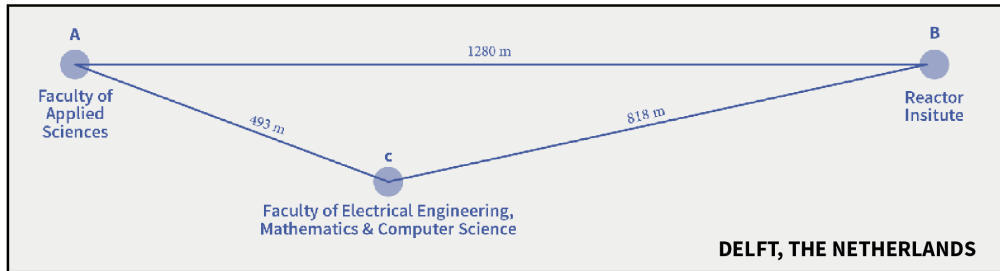 A
B
1280 m
Faculty of
Applied
Sciences
Reactor
Insitute
493 m
818 m
c
Faculty of Electrical Engineering,
Mathematics & Computer Science
DELFT, THE NETHERLANDS